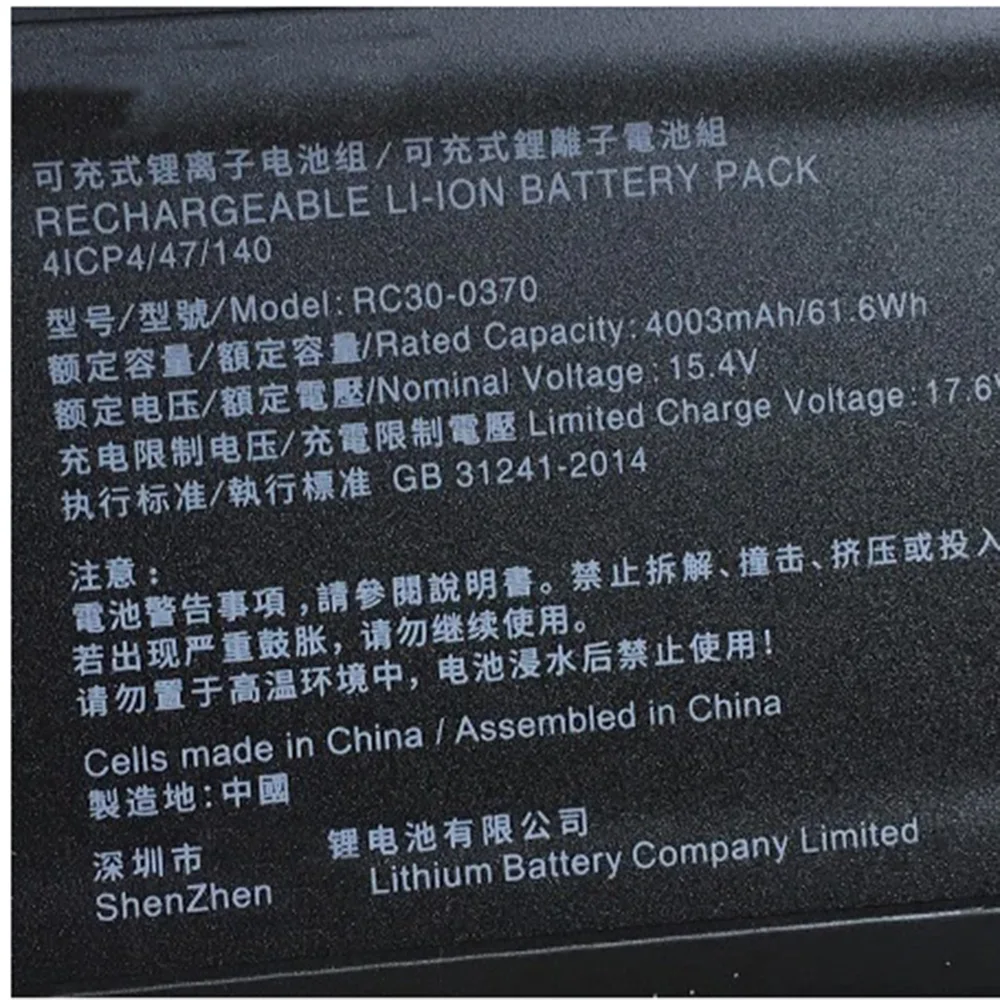 可充式锂离子电池组/可充式鋰離子電池組
RECHARGEABLE LI-ION BATTERY PACK
4ICP4/47/140
型号/型號/Model: RC30-0370
额定容量/額定容量/Rated Capacity: 4003mAh/61.6Wh
额定电压/額定電壓/Nominal Voltage: 15.4V
充电限制电压/充電限制電壓 Limited Charge Voltage: 17.6V
执行标准/執行標准 GB 31241-2014
注意:
電池警告事項,請參閱說明書。禁止拆解、撞击、挤压或投入
若出现严重鼓胀,请勿继续使用。
请勿置于高温环境中,电池浸水后禁止使用!
Cells made in China / Assembled in China
製造地:中國
深圳市 锂电池有限公司
ShenZhen Lithium Battery Company Limited